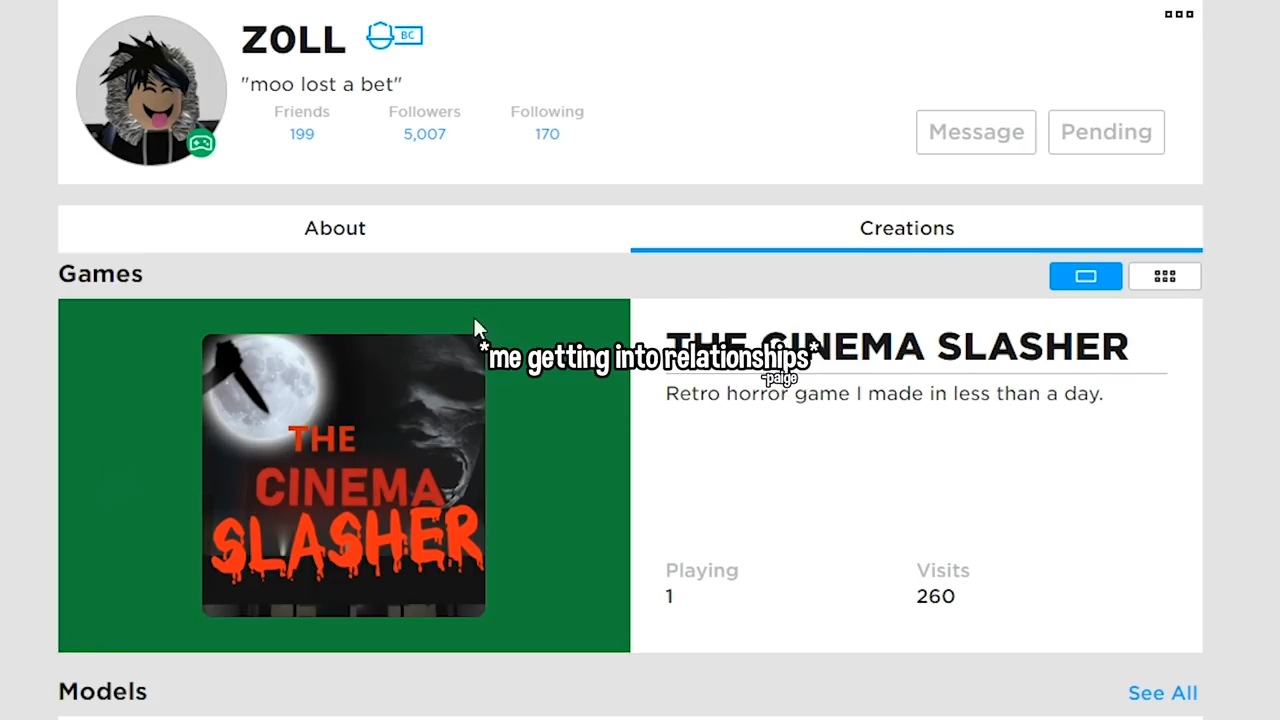 ZOLL
BC
"moo lost a bet"
Friends
Followers
Following
199
5,007
170
Message
Pending
About
Creations
Games
THE CINEMA SLASHER
*me getting into relationships*
-paige
Retro horror game I made in less than a day.
THE
CINEMA
SLASHER
Playing
Visits
1
260
Models
See All